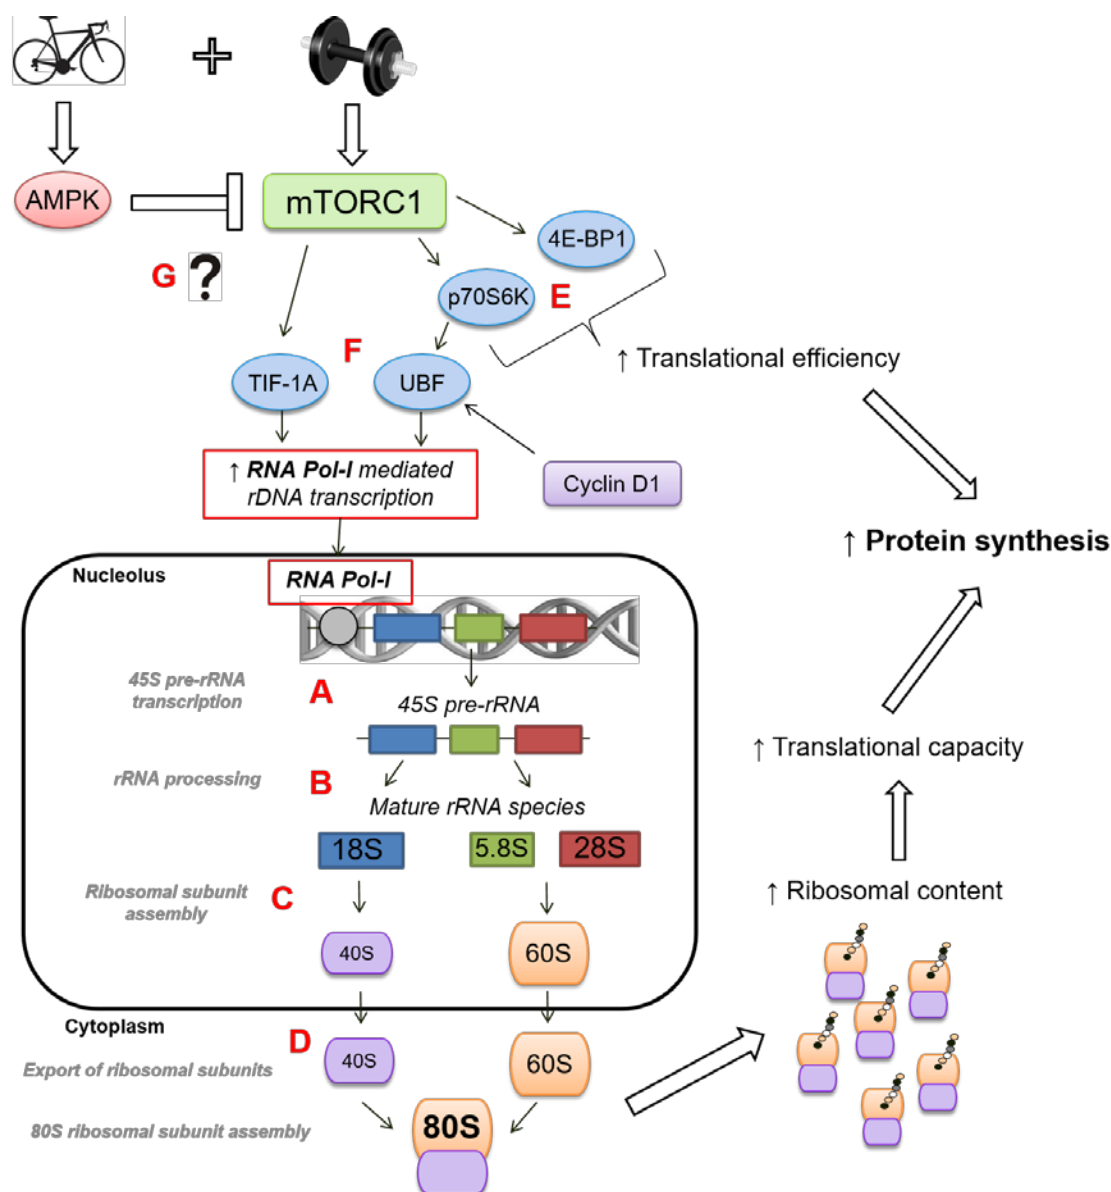 AMPK
mTORC1
4E-BP1
G ?
p70S6K
E
↑ Translational efficiency
F
TIF-1A
UBF
↑ RNA Pol-I mediated
rDNA transcription
Cyclin D1
↑ Protein synthesis
Nucleolus
RNA Pol-I
45S pre-rRNA
transcription
A
45S pre-rRNA
↑ Translational capacity
rRNA processing
B
Mature rRNA species
18S
5.8S
28S
Ribosomal subunit
assembly
C
↑ Ribosomal content
40S
60S
Cytoplasm
D
Export of ribosomal subunits
40S
60S
80S ribosomal subunit assembly
80S